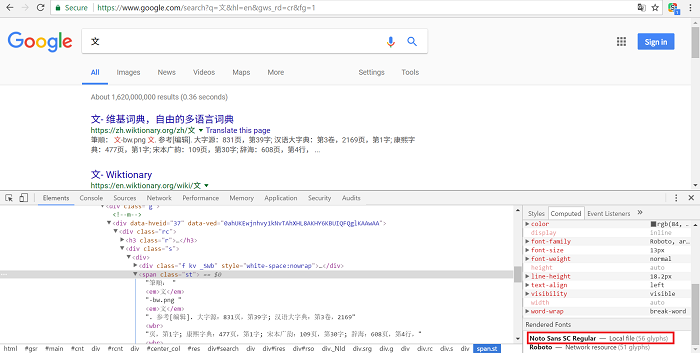 https://www.google.com/search?q=文&hl=en&gws_rd=cr&fg=1
Google
文
Sign in
All Images News Videos Maps More Settings Tools
About 1,620,000,000 results (0.36 seconds)
文- 维基词典，自由的多语言词典
https://zh.wiktionary.org/zh/文 ▼ Translate this page
筆順： 文-bw.png 文. 参考[编辑]. 大字源：831页，第39字; 汉语大字典：第3卷，2169页，第1字; 康熙字
典：477页，第1字; 宋本广韵：109页，第30字; 辞海：608页，第4行， ...
文 - Wiktionary
https://en.wiktionary.org/wiki/文 ▼
Elements Console Sources Network Performance Memory Application Security Audits
▼<div class="g">
<!--m-->
▼<div class="rc">
▶<h3 class="r">…</h3>
▼<div class="s">
▼<div>
▶<div class="f kv _SWb" style="white-space:nowrap">…</div>
▼<span class="st"> == $0
"筆順： "
<em>文</em>
"-bw.png "
<em>文</em>
". 参考[编辑]. 大字源：831页，第39字; 汉语大字典：第3卷，2169"
<wbr>
"页，第1字; 康熙字典：477页，第1字; 宋本广韵：109页，第30字; 辞海：608页，第4行，"
<wbr>
html body#gsr div#main div#cnt div.mw div#rcnt div.col div#center_col div#res div#search div div#ires div#rso div._NId div.srg div.g div div.rc div.s div span.st
Styles Computed Event Listeners »
▶color rgb(84, …
display inline
▶font-family Roboto, ar…
▶font-size 13px
▶font-weight normal
height auto
▶line-height 18.2px
▶text-align left
▶visibility visible
width auto
▶word-wrap break-word
Rendered Fonts
Noto Sans SC Regular — Local file (56 glyphs)
Roboto — Network resource (51 glyphs)